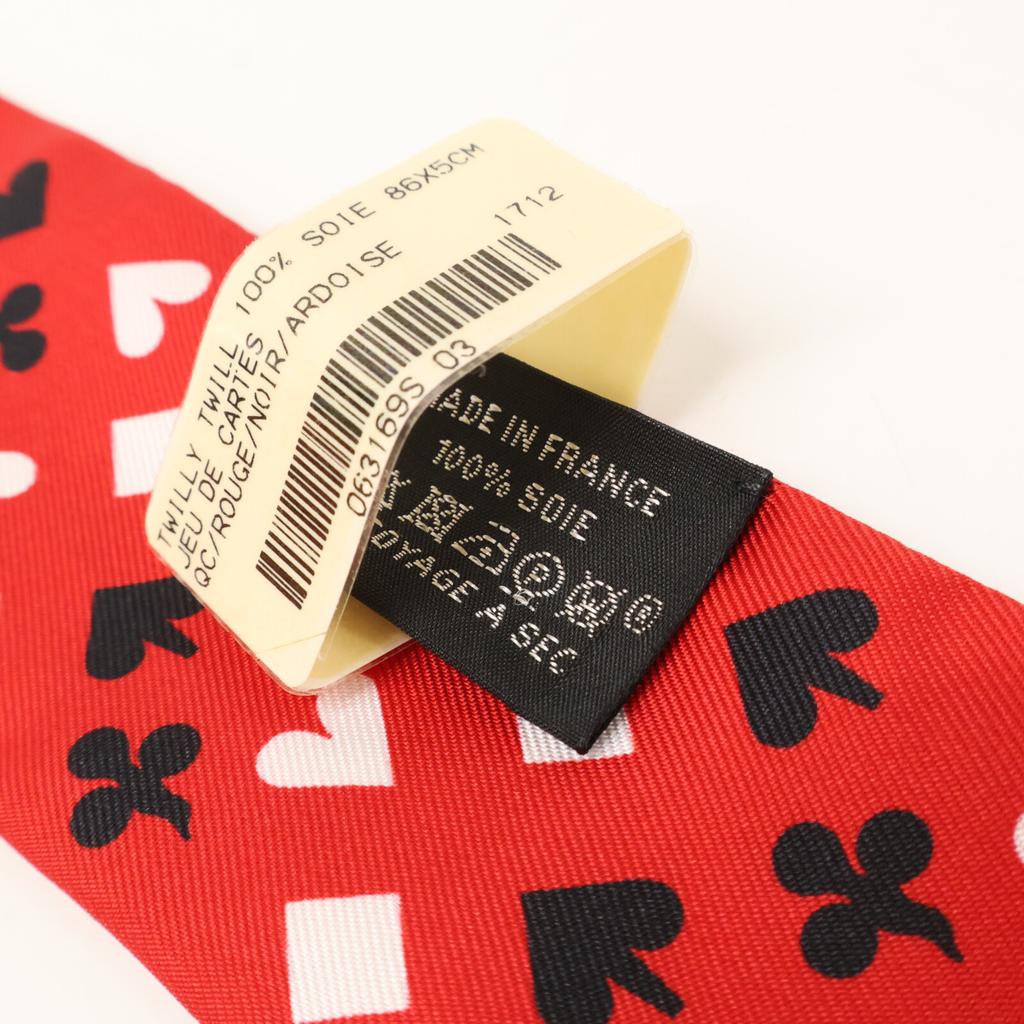 TWILLY TWILL 100% SOIE 86X5CM
JEU DE CARTES
QC/ROUGE/NOIR/ARDOISE
1712
063169S 03
ADE IN FRANCE
100% SOIE
P
OYAGE A SEC